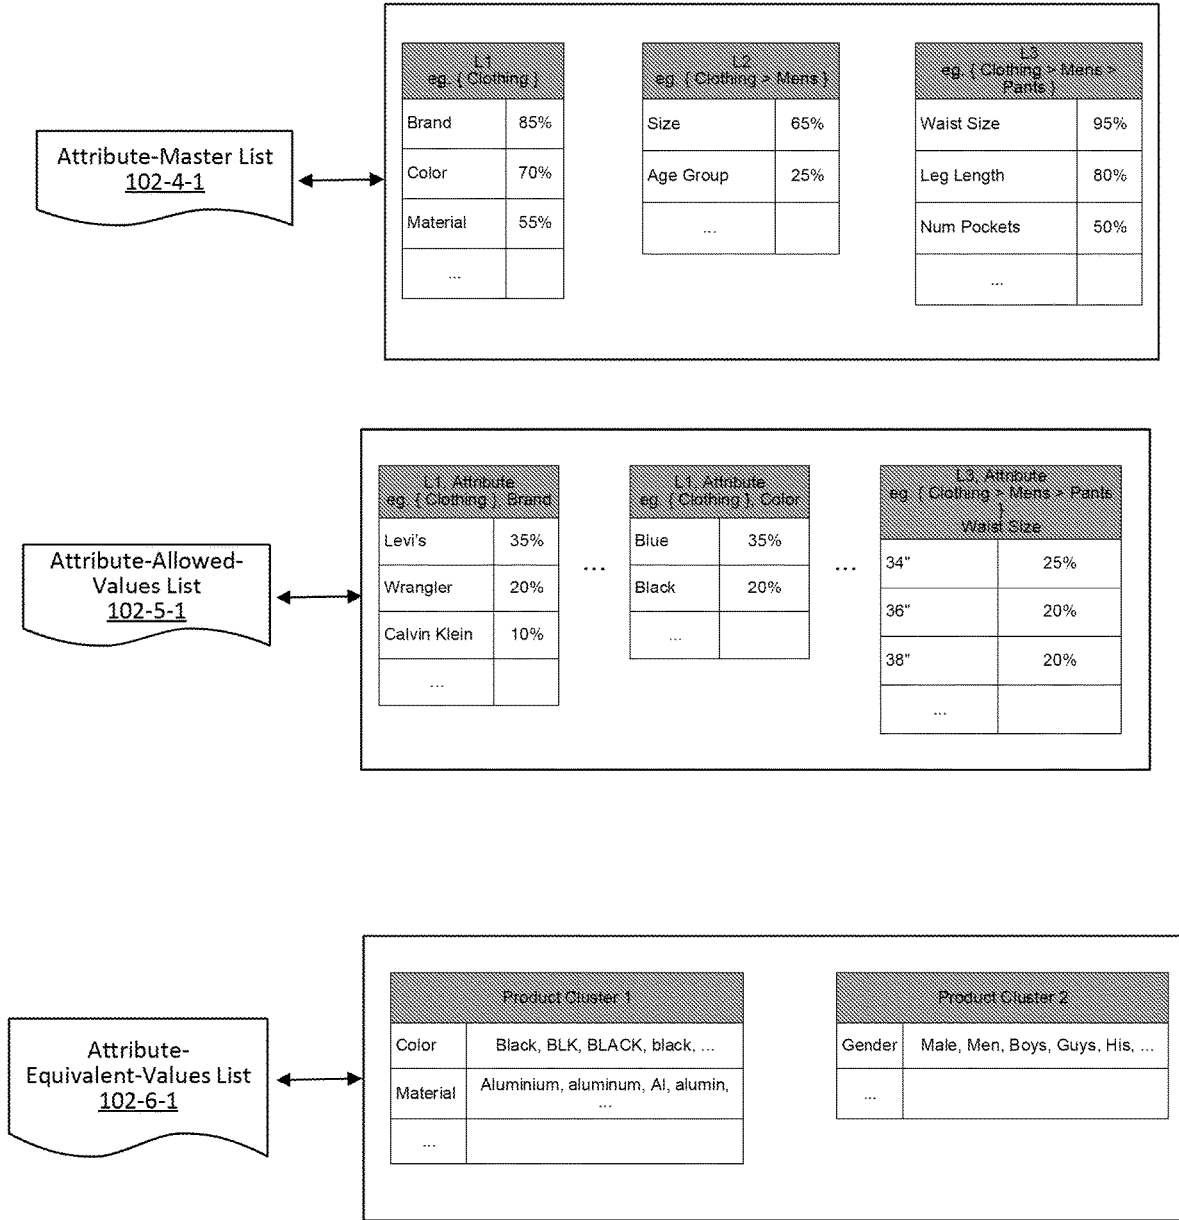 L1
eg. { Clothing }
Brand 85%
Color 70%
Material 55%
...
L2
eg. { Clothing > Mens }
Size 65%
Age Group 25%
...
L3
eg. { Clothing > Mens >
Pants }
Waist Size 95%
Leg Length 80%
Num Pockets 50%
...
Attribute-Master List
102-4-1
L1, Attribute
eg. { Clothing }, Brand
Levi's 35%
Wrangler 20%
Calvin Klein 10%
...
...
L1, Attribute
eg. { Clothing }, Color
Blue 35%
Black 20%
...
...
L3, Attribute
eg. { Clothing > Mens > Pants
}
Waist Size
34" 25%
36" 20%
38" 20%
...
Attribute-Allowed-
Values List
102-5-1
Product Cluster 1
Color Black, BLK, BLACK, black, ...
Material Aluminium, aluminum, Al, alumin,
...
...
Product Cluster 2
Gender Male, Men, Boys, Guys, His, ...
...
Attribute-
Equivalent-Values List
102-6-1